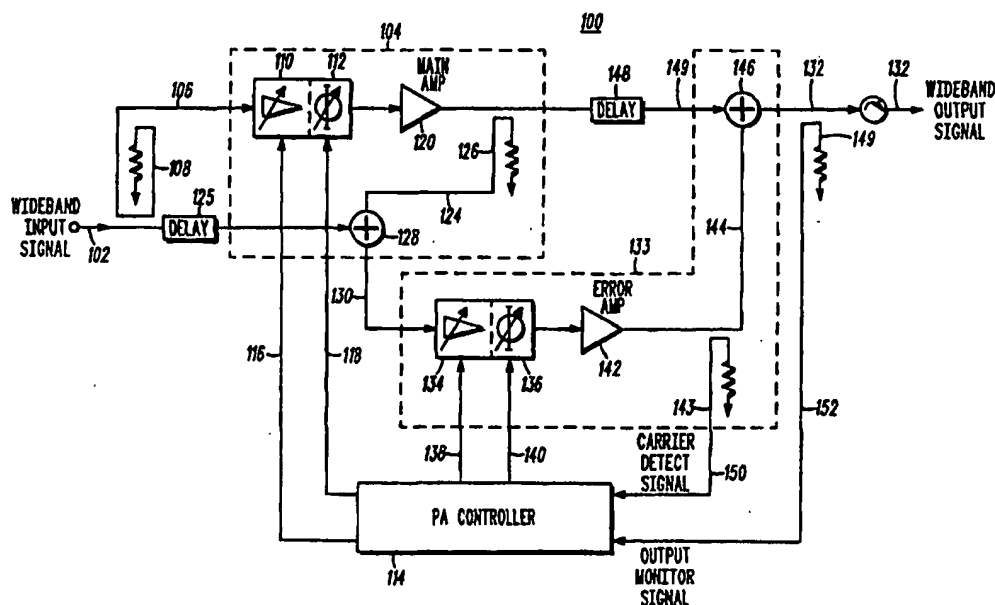 100
104
110
112
MAIN
AMP
106
120
148
DELAY
149
146
132
132
WIDEBAND
OUTPUT
SIGNAL
108
126
149
WIDEBAND
INPUT
SIGNAL
102
125
DELAY
124
128
144
133
130
ERROR
AMP
116
118
134
136
142
143
152
138
140
CARRIER
DETECT
SIGNAL
150
PA CONTROLLER
114
OUTPUT
MONITOR
SIGNAL